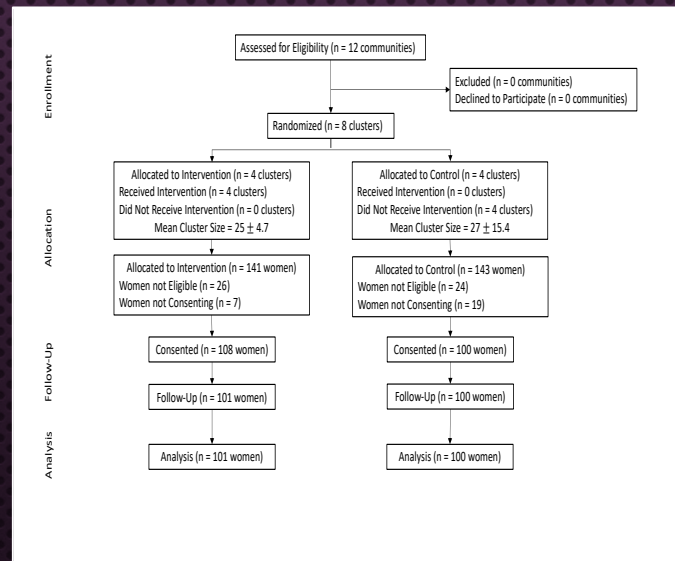 Enrollment
Assessed for Eligibility (n = 12 communities)
Excluded (n = 0 communities)
Declined to Participate (n = 0 communities)
Randomized (n = 8 clusters)
Allocation
Allocated to Intervention (n = 4 clusters)
Received Intervention (n = 4 clusters)
Did Not Receive Intervention (n = 0 clusters)
Mean Cluster Size = 25 ± 4.7
Allocated to Control (n = 4 clusters)
Received Intervention (n = 0 clusters)
Did Not Receive Intervention (n = 4 clusters)
Mean Cluster Size = 27 ± 15.4
Allocated to Intervention (n = 141 women)
Women not Eligible (n = 26)
Women not Consenting (n = 7)
Allocated to Control (n = 143 women)
Women not Eligible (n = 24)
Women not Consenting (n = 19)
Follow-Up
Consented (n = 108 women)
Consented (n = 100 women)
Follow-Up (n = 101 women)
Follow-Up (n = 100 women)
Analysis
Analysis (n = 101 women)
Analysis (n = 100 women)